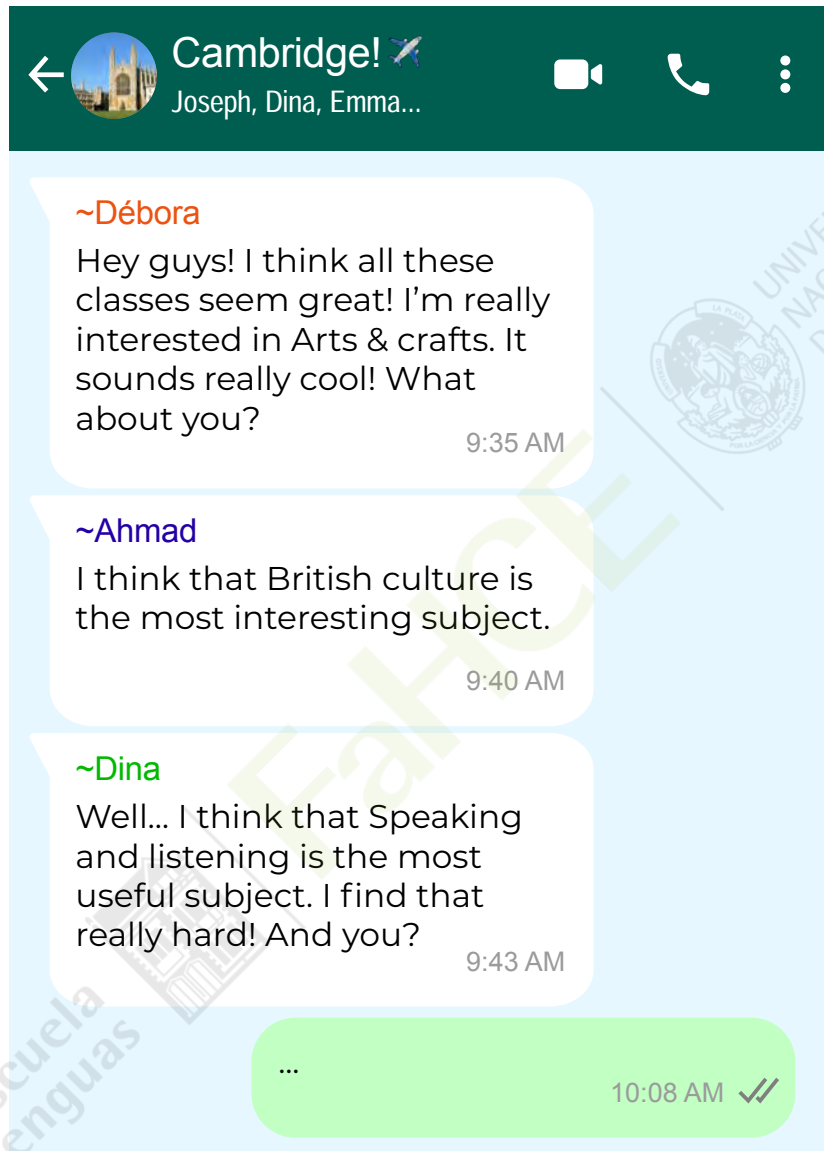 Cambridge!
Joseph, Dina, Emma...
~Débora
Hey guys! I think all these
classes seem great! I’m really
interested in Arts & crafts. It
sounds really cool! What
about you?
9:35 AM
~Ahmad
I think that British culture is
the most interesting subject.
9:40 AM
~Dina
Well... I think that Speaking
and listening is the most
useful subject. I find that
really hard! And you?
9:43 AM
...
10:08 AM
FaHCE